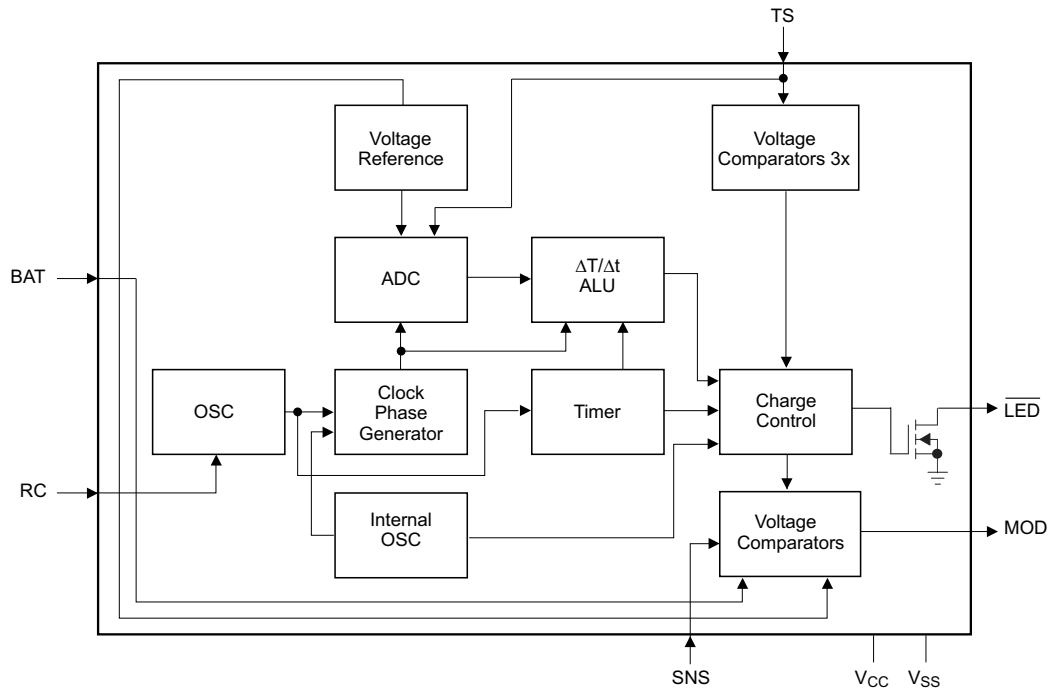 TS
Voltage
Reference
Voltage
Comparators 3x
ADC
ΔT/Δt
ALU
BAT
OSC
Clock
Phase
Generator
Timer
Charge
Control
LED
RC
Internal
OSC
Voltage
Comparators
MOD
SNS
VCC
VSS